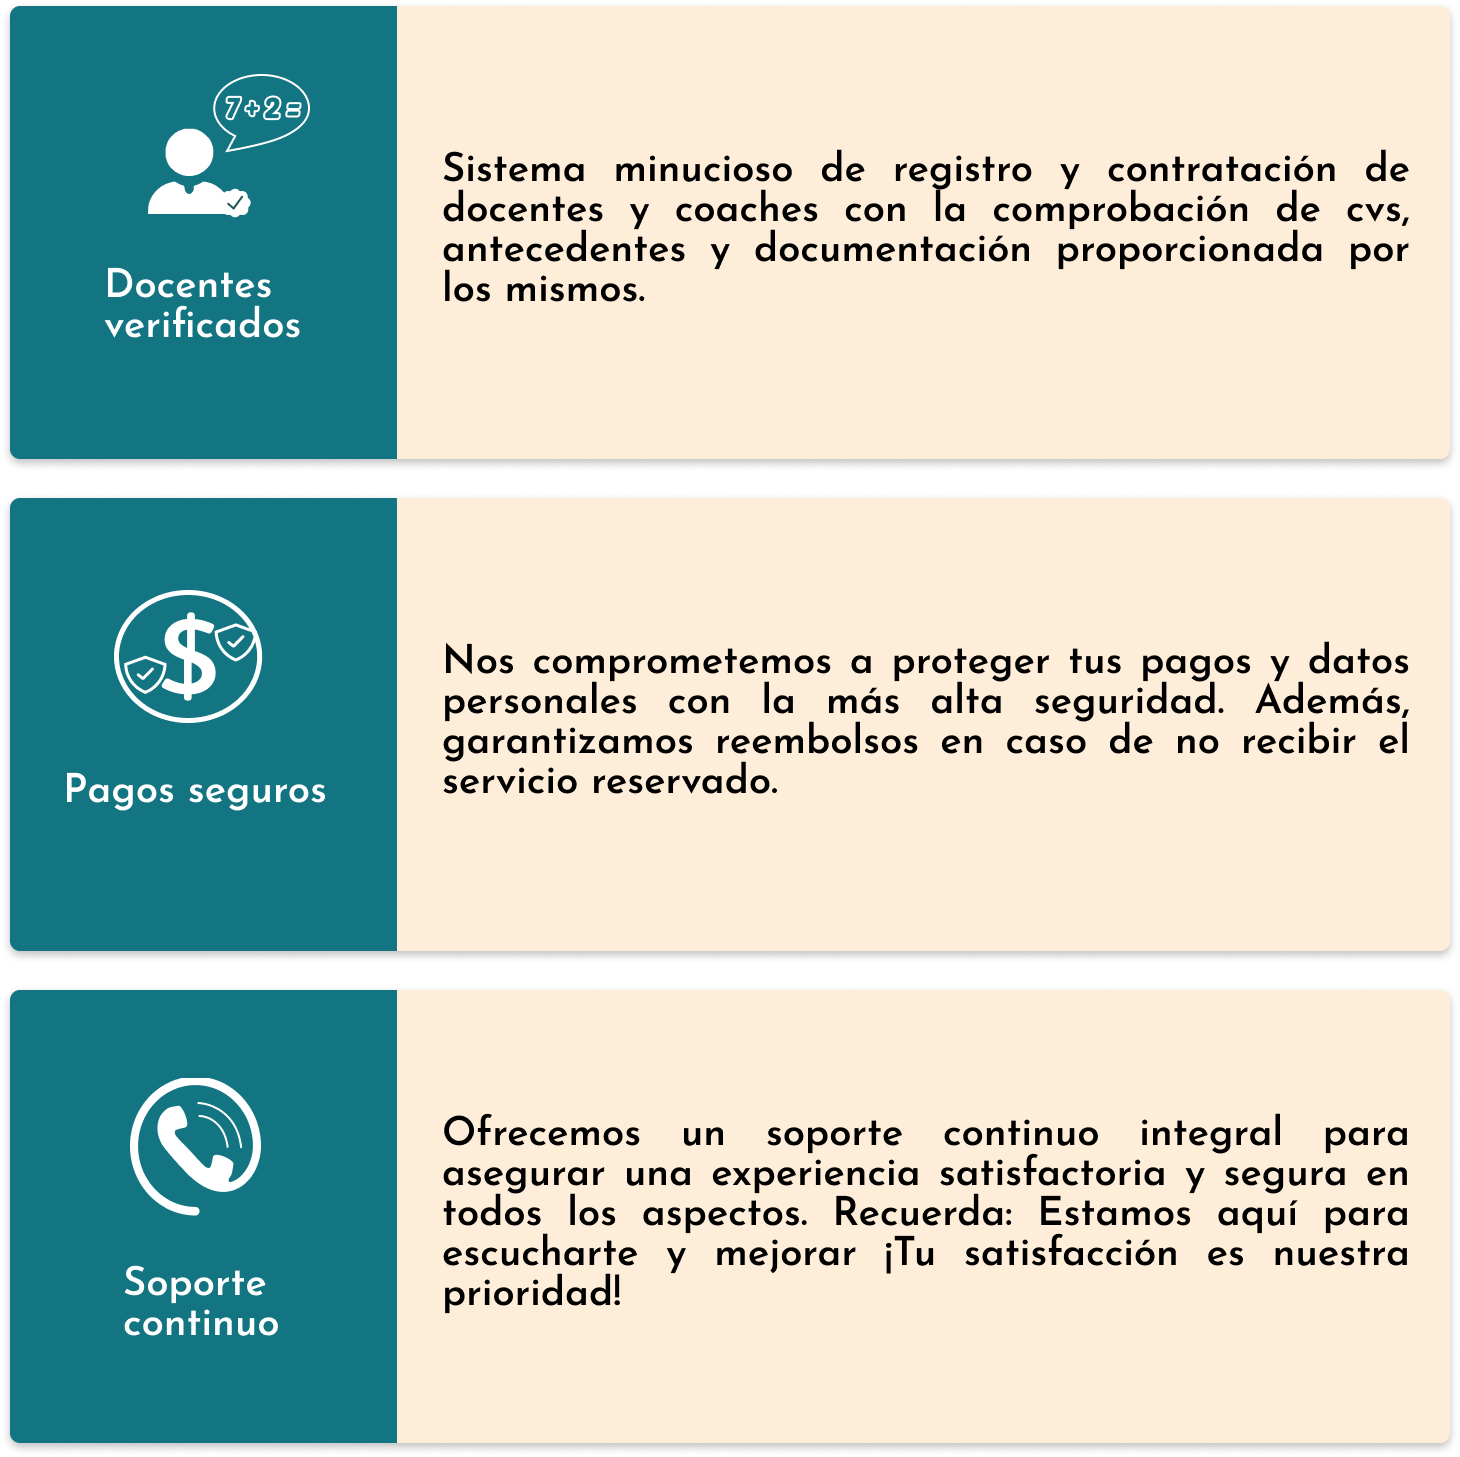 7+2=
Docentes
verificados
Sistema minucioso de registro y contratación de
docentes y coaches con la comprobación de cvs,
antecedentes y documentación proporcionada por
los mismos.
$
Pagos seguros
Nos comprometemos a proteger tus pagos y datos
personales con la más alta seguridad. Además,
garantizamos reembolsos en caso de no recibir el
servicio reservado.
Soporte
continuo
Ofrecemos un soporte continuo integral para
asegurar una experiencia satisfactoria y segura en
todos los aspectos. Recuerda: Estamos aquí para
escucharte y mejorar ¡Tu satisfacción es nuestra
prioridad!